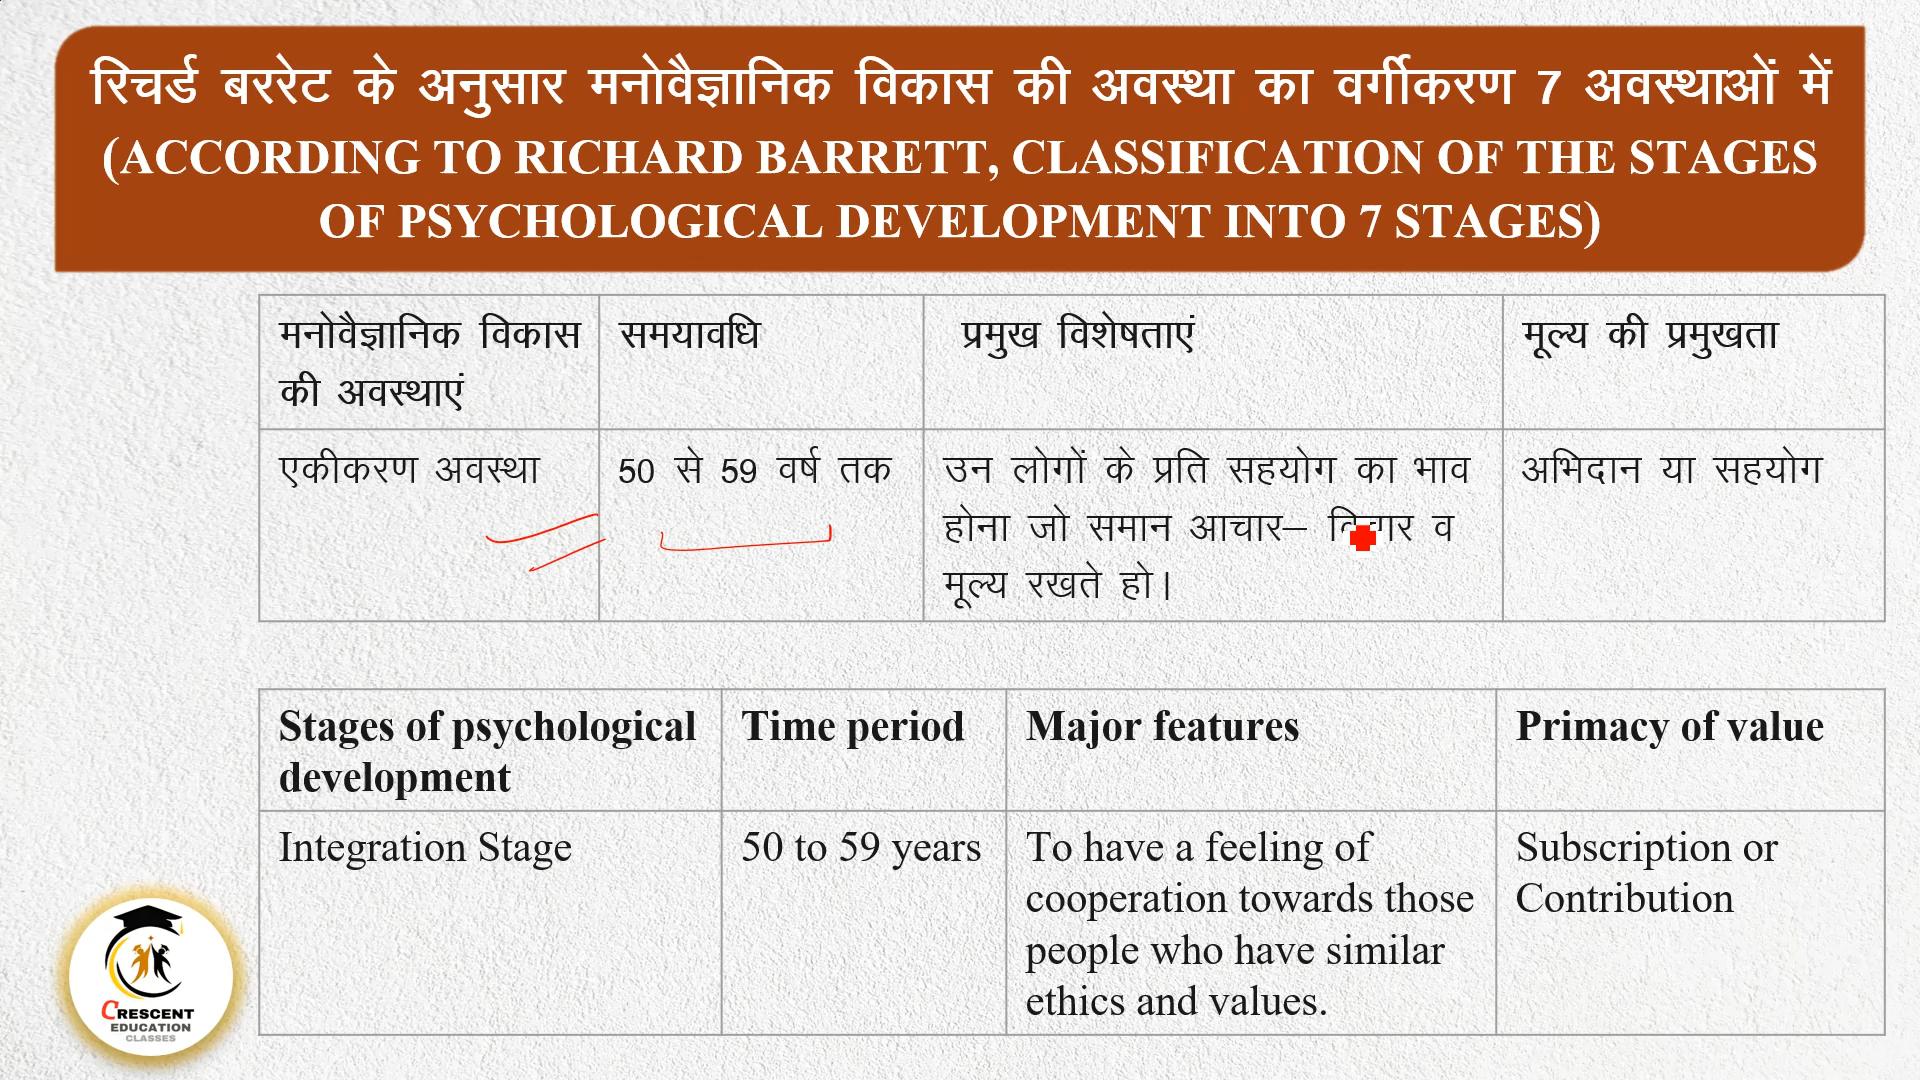 रिचर्ड बररेट के अनुसार मनोवैज्ञानिक विकास की अवस्था का वर्गीकरण 7 अवस्थाओं में
(ACCORDING TO RICHARD BARRETT, CLASSIFICATION OF THE STAGES
OF PSYCHOLOGICAL DEVELOPMENT INTO 7 STAGES)
मनोवैज्ञानिक विकास
की अवस्थाएं
समयावधि
प्रमुख विशेषताएं
मूल्य की प्रमुखता
एकीकरण अवस्था
50 से 59 वर्ष तक
उन लोगों के प्रति सहयोग का भाव
होना जो समान आचार– व
मूल्य रखते हो।
अभिदान या सहयोग
Stages of psychological
development
Time period
Major features
Primacy of value
Integration Stage
50 to 59 years
To have a feeling of
cooperation towards those
people who have similar
ethics and values.
Subscription or
Contribution
CRESCENT
EDUCATION
CLASSES